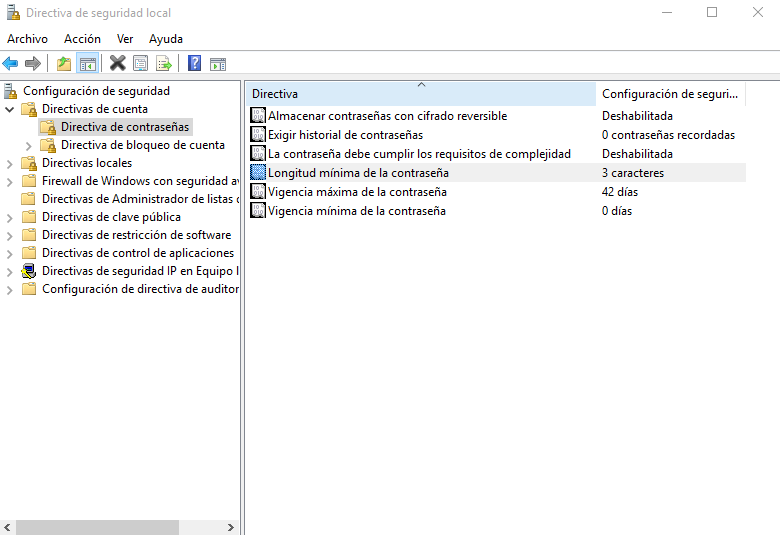 Directiva de seguridad local
Archivo Acción Ver Ayuda
Configuración de seguridad
Directivas de cuenta
Directiva de contraseñas
Directiva de bloqueo de cuenta
Directivas locales
Firewall de Windows con seguridad av
Directivas de Administrador de listas d
Directivas de clave pública
Directivas de restricción de software
Directivas de control de aplicaciones
Directivas de seguridad IP en Equipo l
Configuración de directiva de auditor
Directiva Configuración de seguri...
Almacenar contraseñas con cifrado reversible Deshabilitada
Exigir historial de contraseñas 0 contraseñas recordadas
La contraseña debe cumplir los requisitos de complejidad Deshabilitada
Longitud mínima de la contraseña 3 caracteres
Vigencia máxima de la contraseña 42 días
Vigencia mínima de la contraseña 0 días